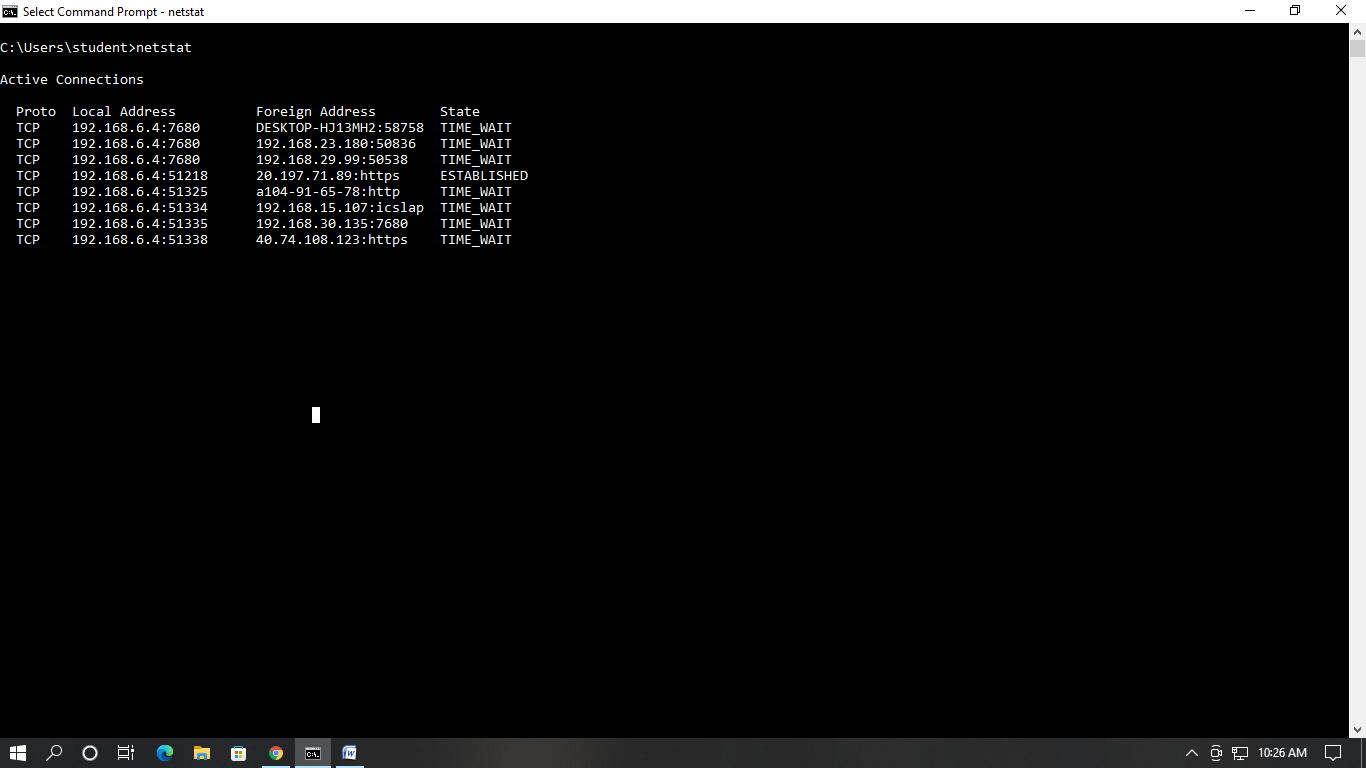 Select Command Prompt - netstat
C:\Users\student>netstat
Active Connections
Proto  Local Address          Foreign Address        State
TCP    192.168.6.4:7680       DESKTOP-HJ13MH2:58758  TIME_WAIT
TCP    192.168.6.4:7680       192.168.23.180:50836   TIME_WAIT
TCP    192.168.6.4:7680       192.168.29.99:50538    TIME_WAIT
TCP    192.168.6.4:51218      20.197.71.89:https     ESTABLISHED
TCP    192.168.6.4:51325      a104-91-65-78:http     TIME_WAIT
TCP    192.168.6.4:51334      192.168.15.107:icslap  TIME_WAIT
TCP    192.168.6.4:51335      192.168.30.135:7680    TIME_WAIT
TCP    192.168.6.4:51338      40.74.108.123:https    TIME_WAIT
10:26 AM